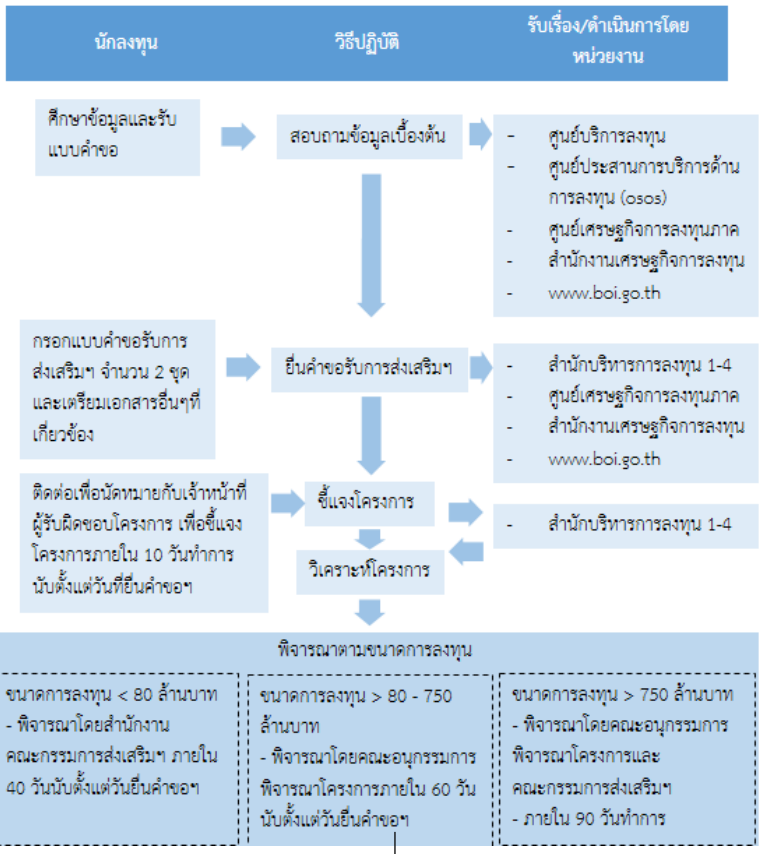 นักลงทุน
วิธีปฏิบัติ
รับเรื่อง/ดำเนินการโดย
หน่วยงาน
ศึกษาข้อมูลและรับ
แบบคำขอ
สอบถามข้อมูลเบื้องต้น
- ศูนย์บริการลงทุน
- ศูนย์ประสานการบริการด้าน
การลงทุน (osos)
- ศูนย์เศรษฐกิจการลงทุนภาค
- สำนักงานเศรษฐกิจการลงทุน
- www.boi.go.th
กรอกแบบคำขอรับการ
ส่งเสริมฯ จำนวน 2 ชุด
และเตรียมเอกสารอื่นๆที่
เกี่ยวข้อง
ยื่นคำขอรับการส่งเสริมฯ
- สำนักบริหารการลงทุน 1-4
- ศูนย์เศรษฐกิจการลงทุนภาค
- สำนักงานเศรษฐกิจการลงทุน
- www.boi.go.th
ติดต่อเพื่อนัดหมายกับเจ้าหน้าที่
ผู้รับผิดชอบโครงการ เพื่อชี้แจง
โครงการภายใน 10 วันทำการ
นับตั้งแต่วันที่ยื่นคำขอฯ
ชี้แจงโครงการ
- สำนักบริหารการลงทุน 1-4
วิเคราะห์โครงการ
พิจารณาตามขนาดการลงทุน
ขนาดการลงทุน < 80 ล้านบาท
- พิจารณาโดยสำนักงาน
คณะกรรมการส่งเสริมฯ ภายใน
40 วันนับตั้งแต่วันยื่นคำขอฯ
ขนาดการลงทุน > 80 - 750
ล้านบาท
- พิจารณาโดยคณะอนุกรรมการ
พิจารณาโครงการภายใน 60 วัน
นับตั้งแต่วันยื่นคำขอฯ
ขนาดการลงทุน > 750 ล้านบาท
- พิจารณาโดยคณะอนุกรรมการ
พิจารณาโครงการและ
คณะกรรมการส่งเสริมฯ
- ภายใน 90 วันทำการ